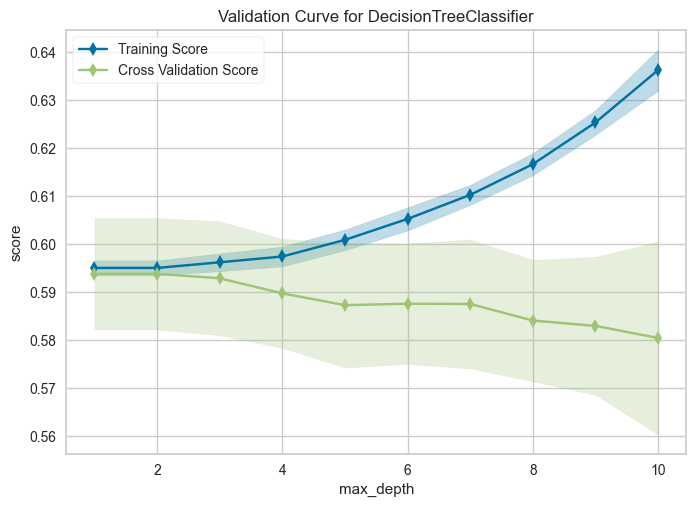 Validation Curve for DecisionTreeClassifier
Training Score
Cross Validation Score
0.64
0.63
0.62
0.61
0.60
0.59
0.58
0.57
0.56
score
2 4 6 8 10
max_depth